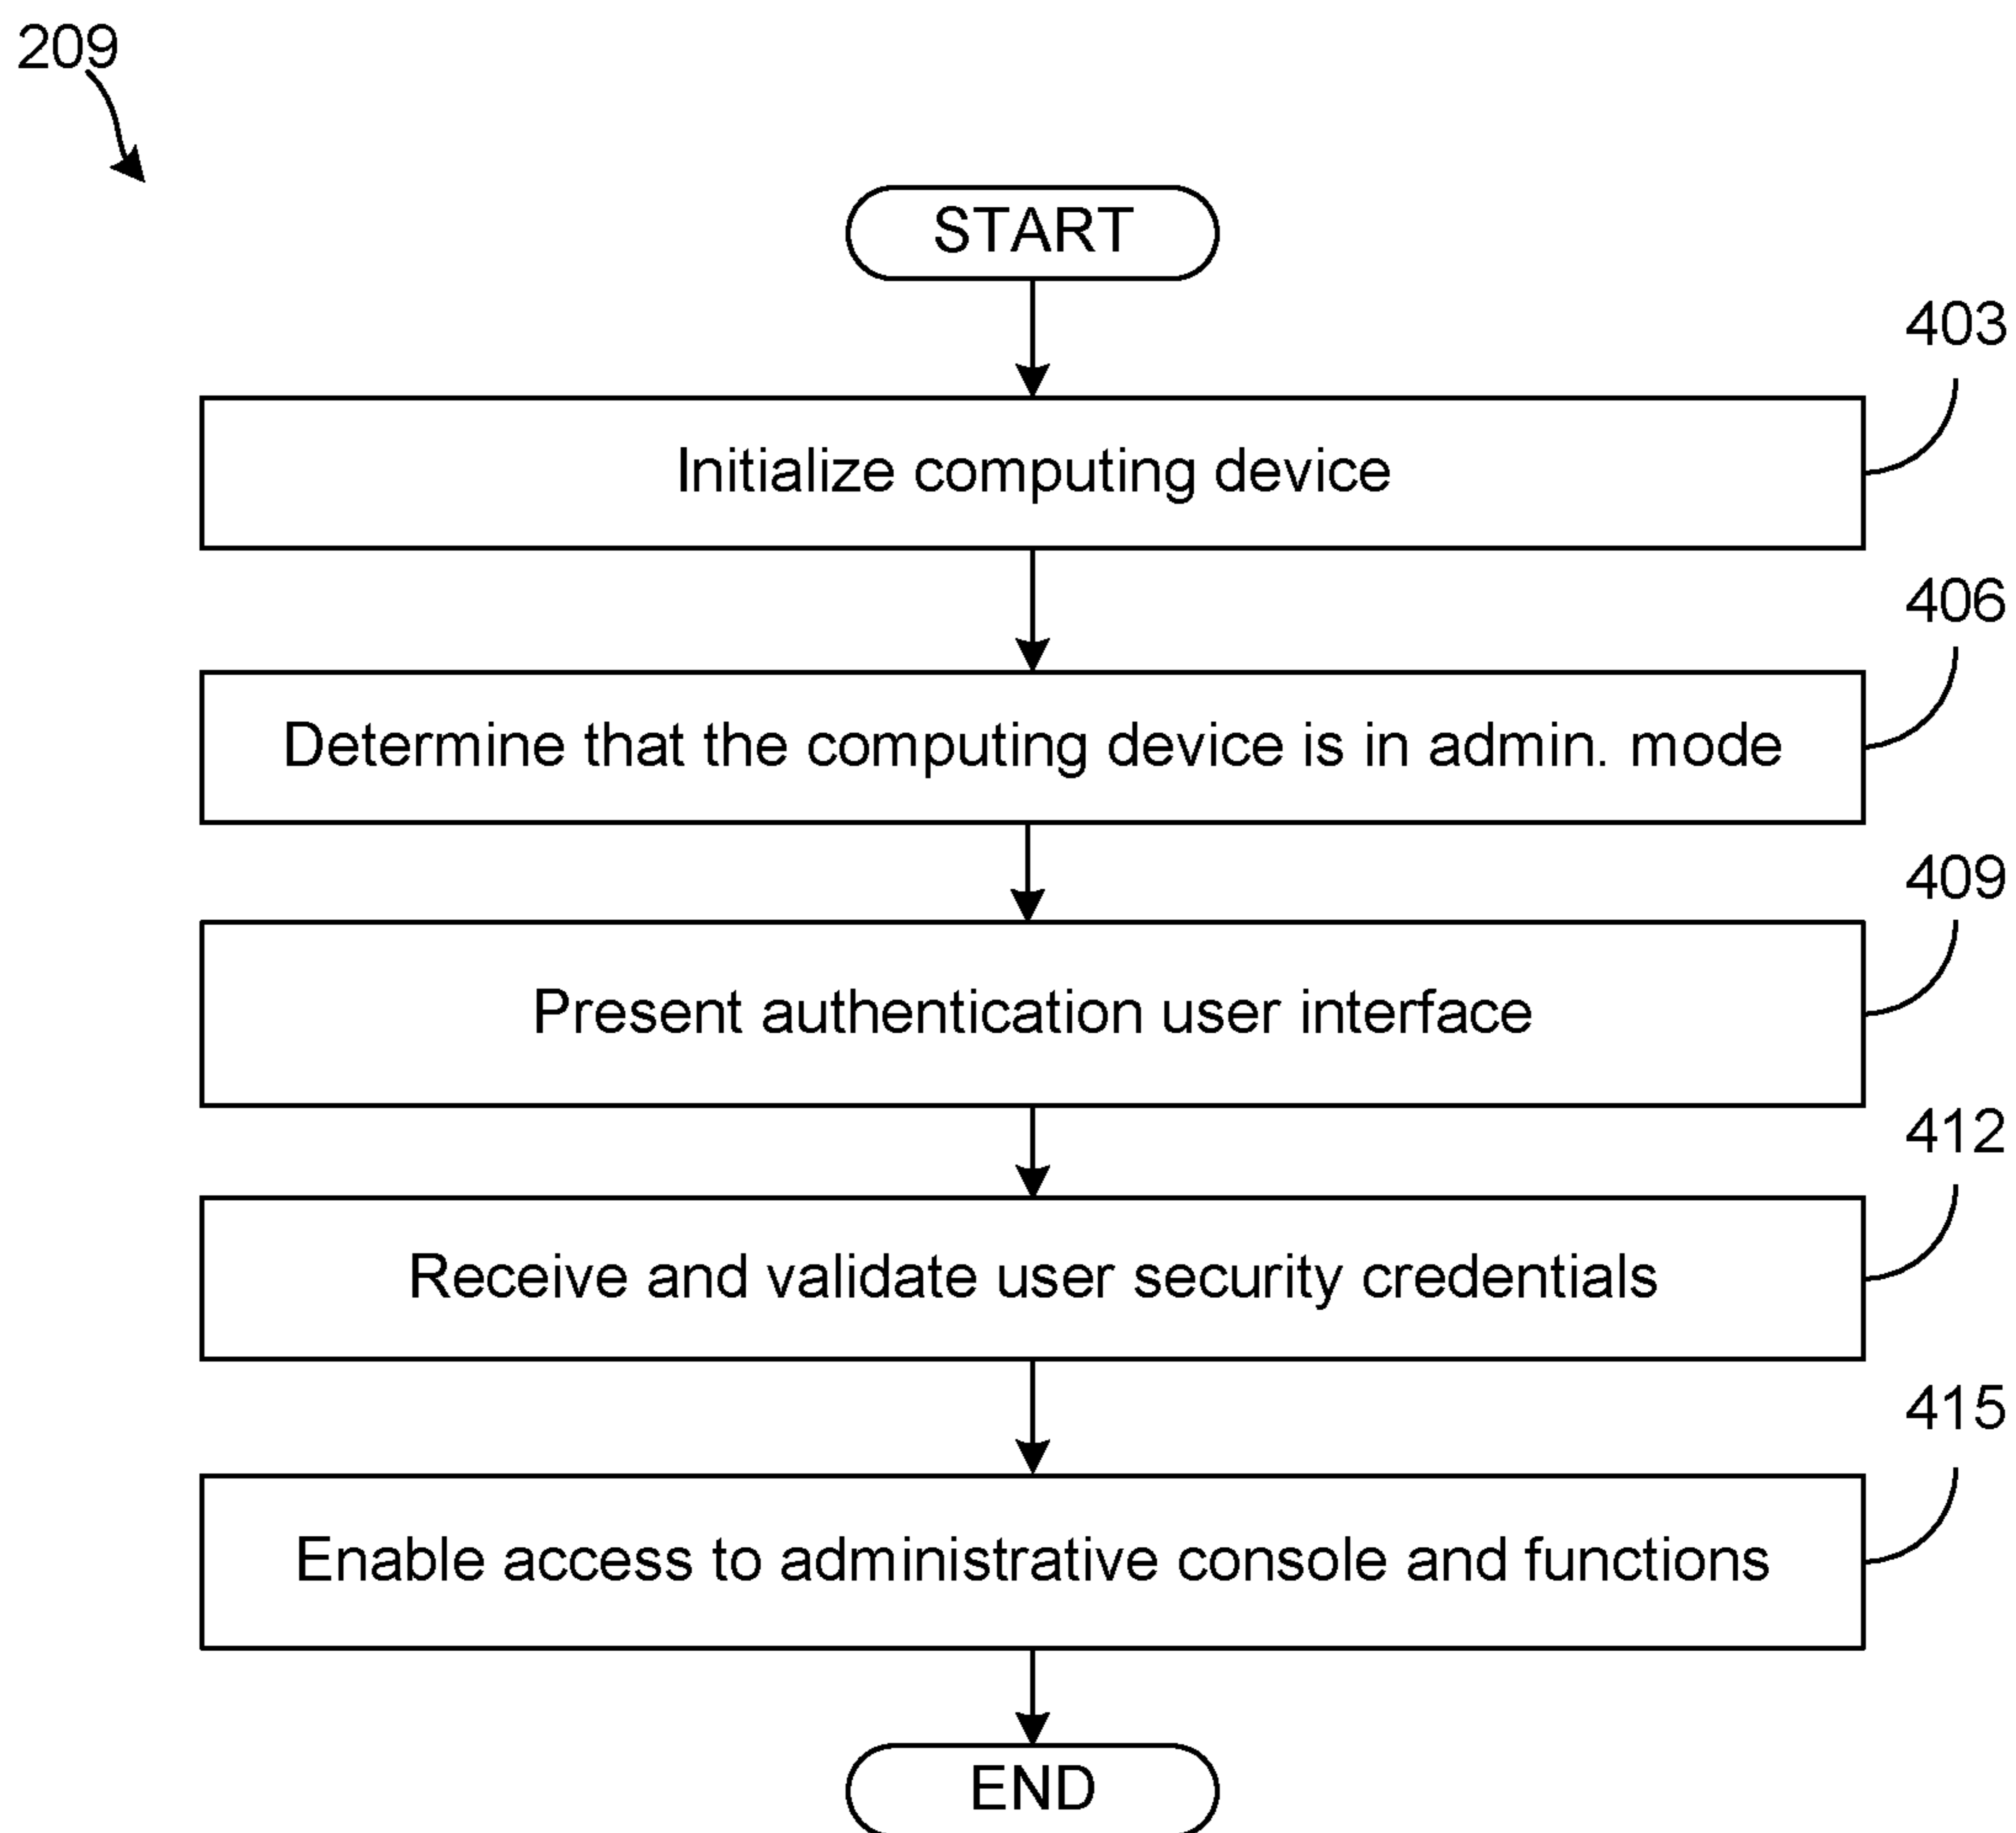 209
START
403
Initialize computing device
406
Determine that the computing device is in admin. mode
409
Present authentication user interface
412
Receive and validate user security credentials
415
Enable access to administrative console and functions
END